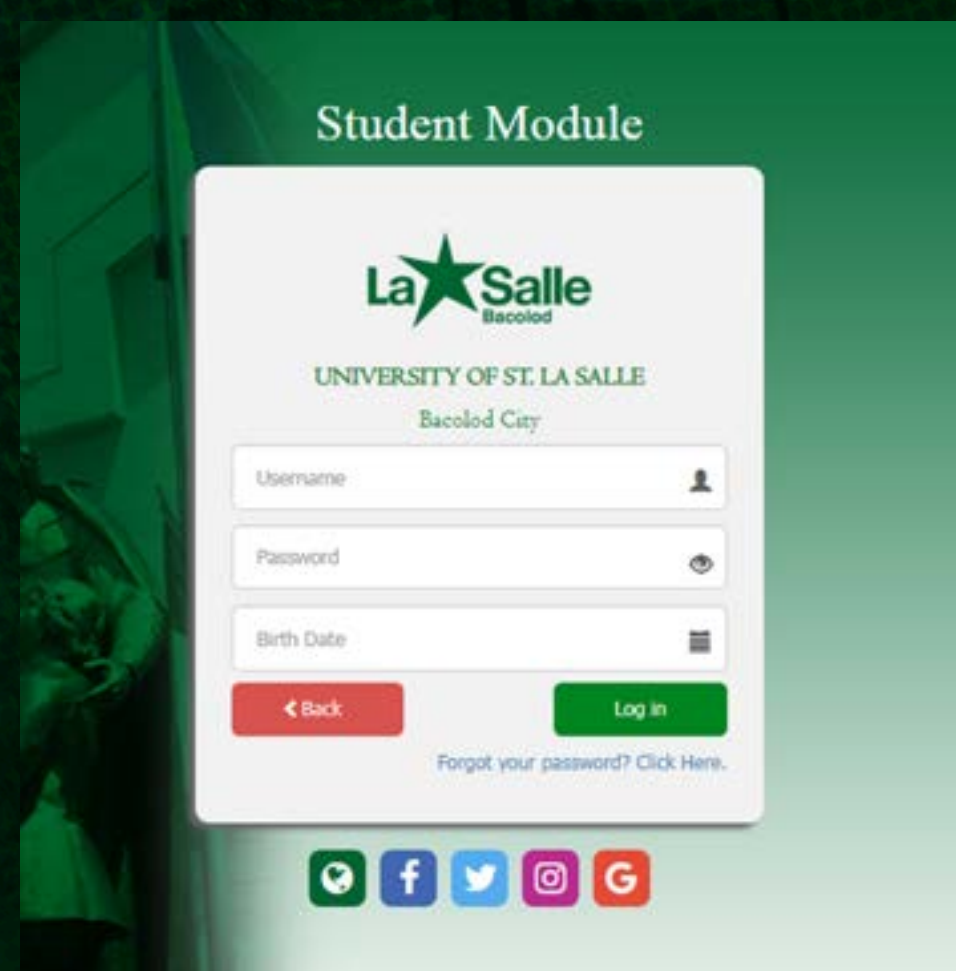 Student Module
La Salle
Bacolod
UNIVERSITY OF ST. LA SALLE
Bacolod City
Username
Password
Birth Date
Back
Log in
Forgot your password? Click Here.